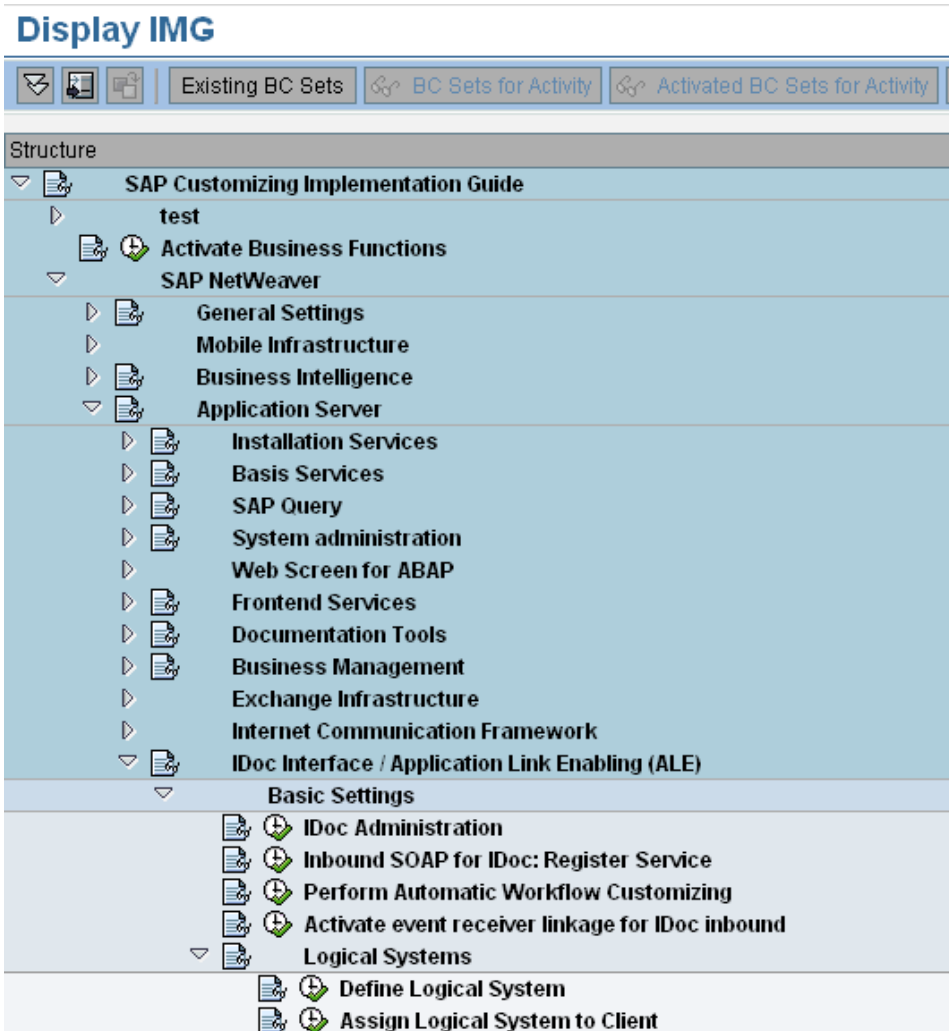 Display IMG
Existing BC Sets BC Sets for Activity Activated BC Sets for Activity
Structure
SAP Customizing Implementation Guide
test
Activate Business Functions
SAP NetWeaver
General Settings
Mobile Infrastructure
Business Intelligence
Application Server
Installation Services
Basis Services
SAP Query
System administration
Web Screen for ABAP
Frontend Services
Documentation Tools
Business Management
Exchange Infrastructure
Internet Communication Framework
IDoc Interface / Application Link Enabling (ALE)
Basic Settings
IDoc Administration
Inbound SOAP for IDoc: Register Service
Perform Automatic Workflow Customizing
Activate event receiver linkage for IDoc inbound
Logical Systems
Define Logical System
Assign Logical System to Client